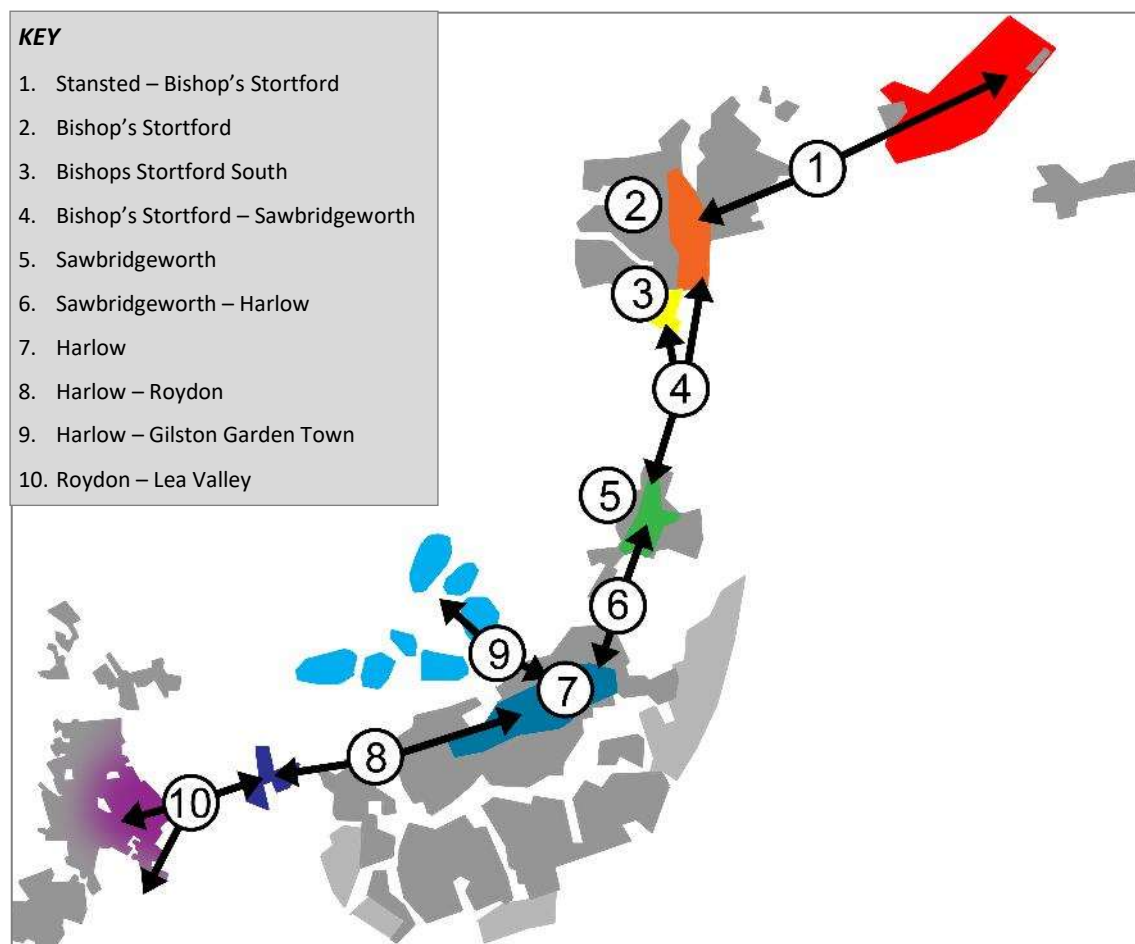 KEY
1. Stansted – Bishop’s Stortford
2. Bishop’s Stortford
3. Bishops Stortford South
4. Bishop’s Stortford – Sawbridgeworth
5. Sawbridgeworth
6. Sawbridgeworth – Harlow
7. Harlow
8. Harlow – Roydon
9. Harlow – Gilston Garden Town
10. Roydon – Lea Valley
1
2
3
4
5
6
9
7
8
10